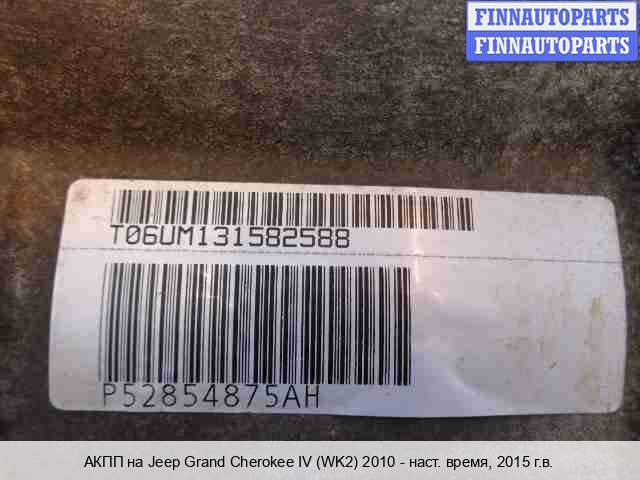 FINNAUTOPARTS
FINNAUTOPARTS
T06UM131582588
P52854875AH
АКПП на Jeep Grand Cherokee IV (WK2) 2010 - наст. время, 2015 г.в.